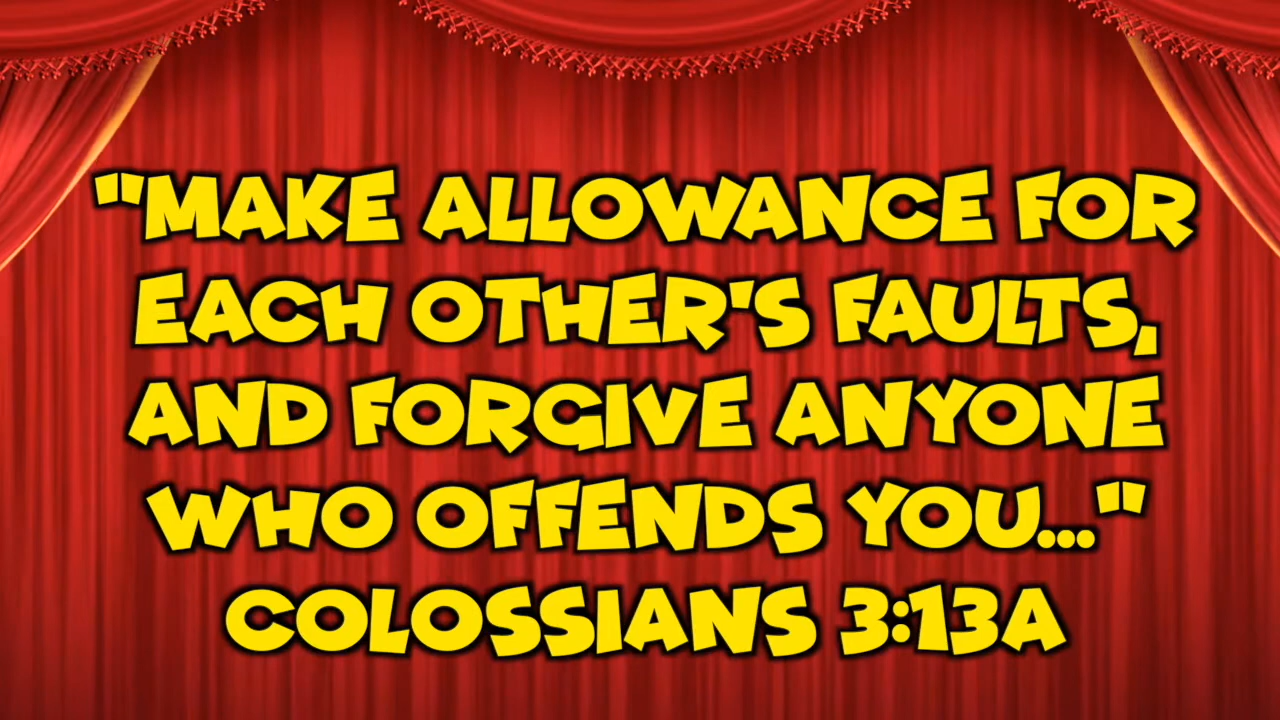 "MAKE ALLOWANCE FOR
EACH OTHER'S FAULTS,
AND FORGIVE ANYONE
WHO OFFENDS YOU..."
COLOSSIANS 3:13A